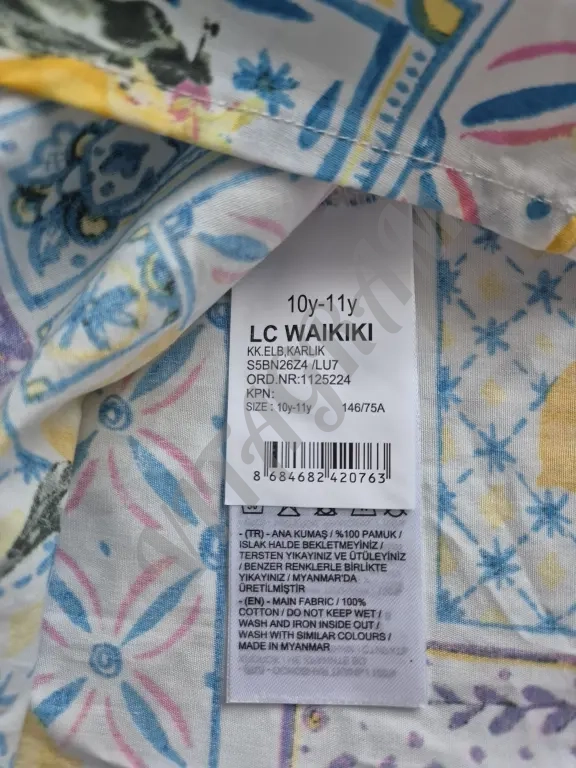 10y-11y
LC WAIKIKI
KK.ELB,KARLIK
S5BN26Z4 /LU7
ORD.NR:1125224
KPN:
SIZE : 10y-11y 146/75A
8 684682 420763
- (TR) - ANA KUMAŞ / %100 PAMUK /
ISLAK HALDE BEKLETMEYİNİZ /
TERSTEN YIKAYINIZ VE ÜTÜLEYİNİZ
/ BENZER RENKLERLE BİRLİKTE
YIKAYINIZ / MYANMAR'DA
ÜRETİLMİŞTİR
- (EN) - MAIN FABRIC / 100%
COTTON / DO NOT KEEP WET /
WASH AND IRON INSIDE OUT /
WASH WITH SIMILAR COLOURS /
MADE IN MYANMAR